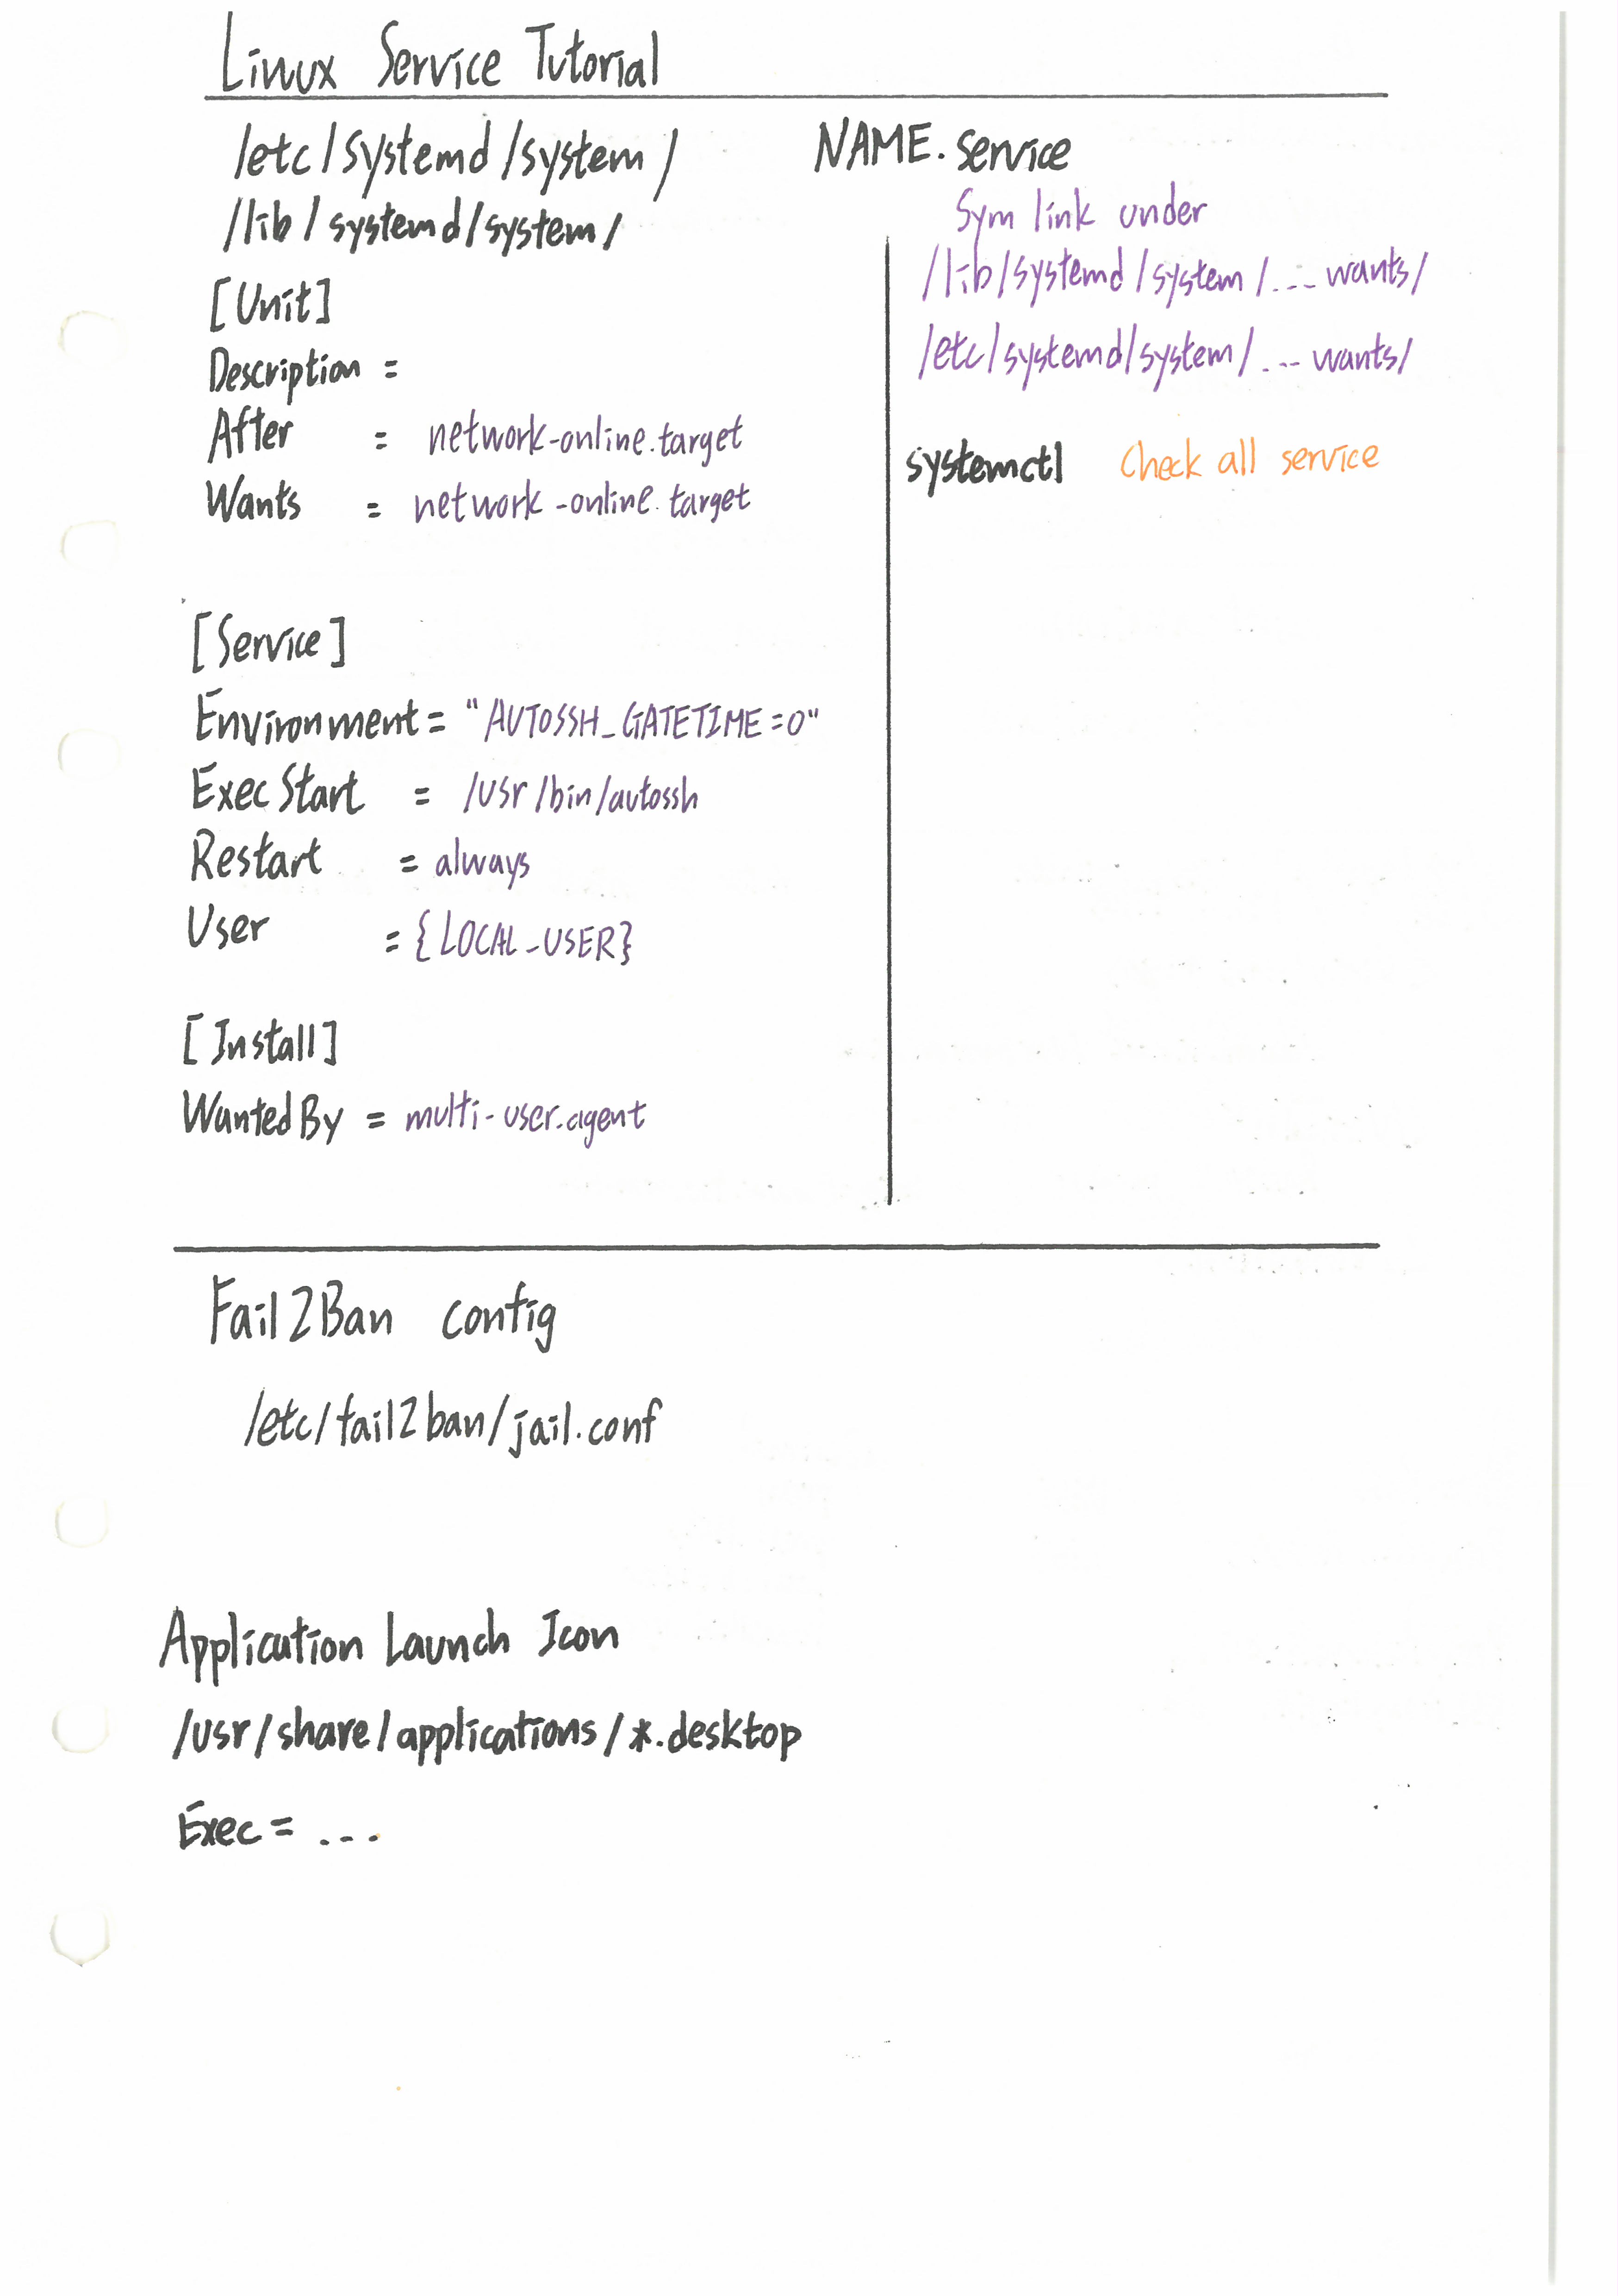 Linux Service Tutorial
/etc/systemd/system/ NAME.service
/lib/systemd/system/
[Unit]
Description =
After = network-online.target
Wants = network-online.target
[Service]
Environment = "AUTOSSH_GATETIME=0"
ExecStart = /usr/bin/autossh
Restart = always
User = {LOCAL_USER}
[Install]
WantedBy = multi-user.agent
Sym link under
/lib/systemd/system/... wants/
/etc/systemd/system/... wants/
systemctl Check all service
Fail2Ban config
/etc/fail2ban/jail.conf
Application Launch Icon
/usr/share/applications/*.desktop
Exec = ...